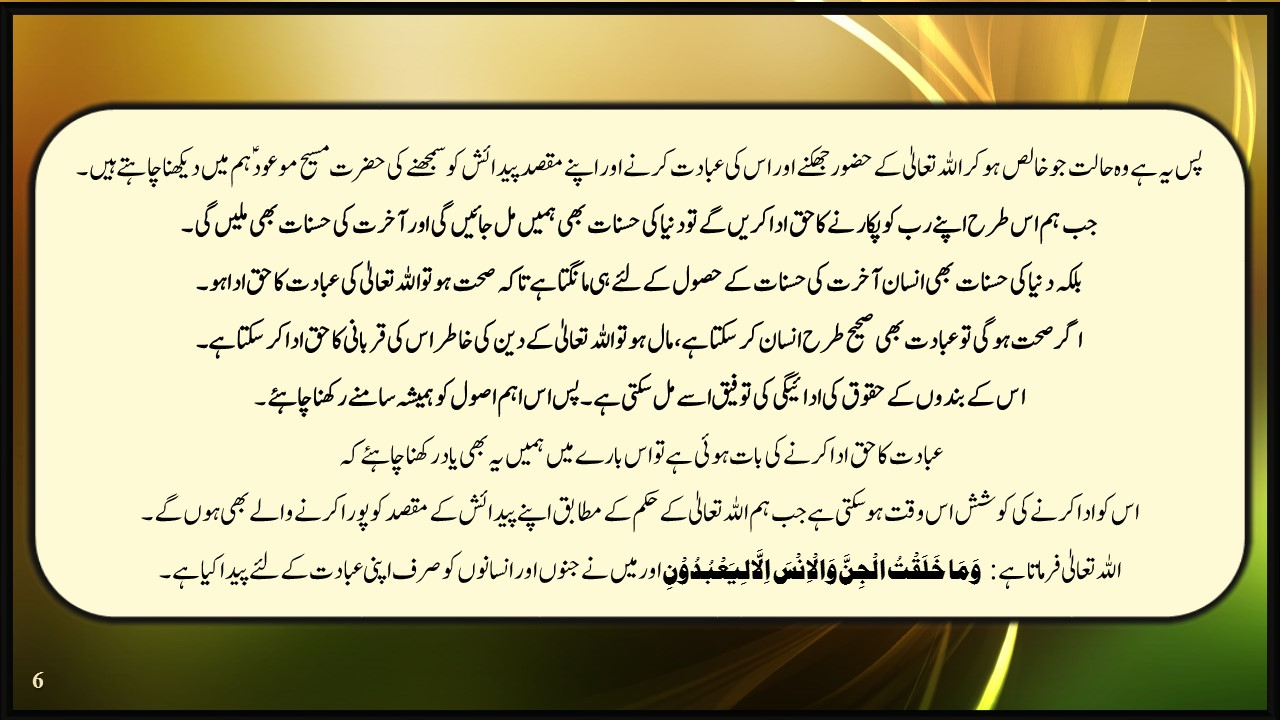 پس یہ ہے وہ حالت جو خالص ہو کر اللہ تعالیٰ کے حضور جھکنے اور اس کی عبادت کرنے اور اپنے مقصد پیدائش کو سمجھنے کی حضرت مسیح موعودؑ ہم میں دیکھنا چاہتے ہیں۔
جب ہم اس طرح اپنے رب کو پکارنے کا حق ادا کریں گے تو دنیا کی حسنات بھی ہمیں مل جائیں گی اور آخرت کی حسنات بھی ملیں گی۔
بلکہ دنیا کی حسنات بھی انسان آخرت کی حسنات کے حصول کے لئے ہی مانگتا ہے تا کہ صحت ہو تو اللہ تعالیٰ کی عبادت کا حق ادا ہو۔
اگر صحت ہو گی تو عبادت بھی صحیح طرح انسان کر سکتا ہے، مال ہو تو اللہ تعالیٰ کے دین کی خاطر اس کی قربانی کا حق ادا کر سکتا ہے۔
اس کے بندوں کے حقوق کی ادائیگی کی توفیق اسے مل سکتی ہے۔ پس اس اہم اصول کو ہمیشہ سامنے رکھنا چاہئے۔
عبادت کا حق ادا کرنے کی بات ہوئی ہے تو اس بارے میں ہمیں یہ بھی یاد رکھنا چاہئے کہ
اس کو ادا کرنے کی کوشش اس وقت ہو سکتی ہے جب ہم اللہ تعالیٰ کے حکم کے مطابق اپنے پیدائش کے مقصد کو پورا کرنے والے بھی ہوں گے۔
اللہ تعالیٰ فرماتا ہے: وَمَا خَلَقْتُ الْجِنَّ وَالْاِنْسَ اِلَّا لِيَعْبُدُوْنِ اور میں نے جنوں اور انسانوں کو صرف اپنی عبادت کے لئے پیدا کیا ہے۔
6